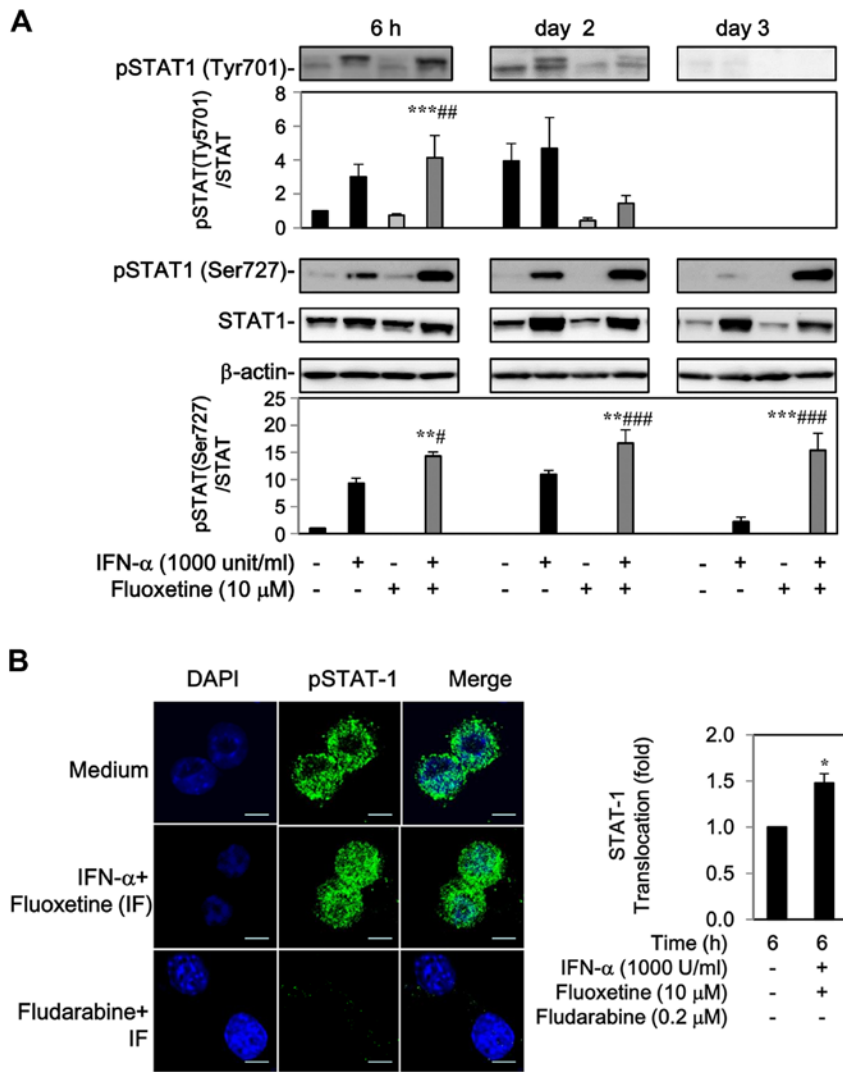 A
6 h day 2 day 3
pSTAT1 (Tyr701)-
pSTAT(Ty5701)
/STAT
8
6
4
2
0
***##
pSTAT1 (Ser727)-
STAT1-
β-actin-
pSTAT(Ser727)
/STAT
25
20
15
10
5
0
**# **### ***###
IFN-α (1000 unit/ml) - + - + - + - + - + - +
Fluoxetine (10 μM) - - + + - - + + - - + +
B
DAPI pSTAT-1 Merge
Medium
IFN-α+
Fluoxetine (IF)
Fludarabine+
IF
STAT-1
Translocation (fold)
2.0
1.5
1.0
0.5
0.0
*
Time (h) 6 6
IFN-α (1000 U/ml) - +
Fluoxetine (10 μM) - +
Fludarabine (0.2 μM) - -